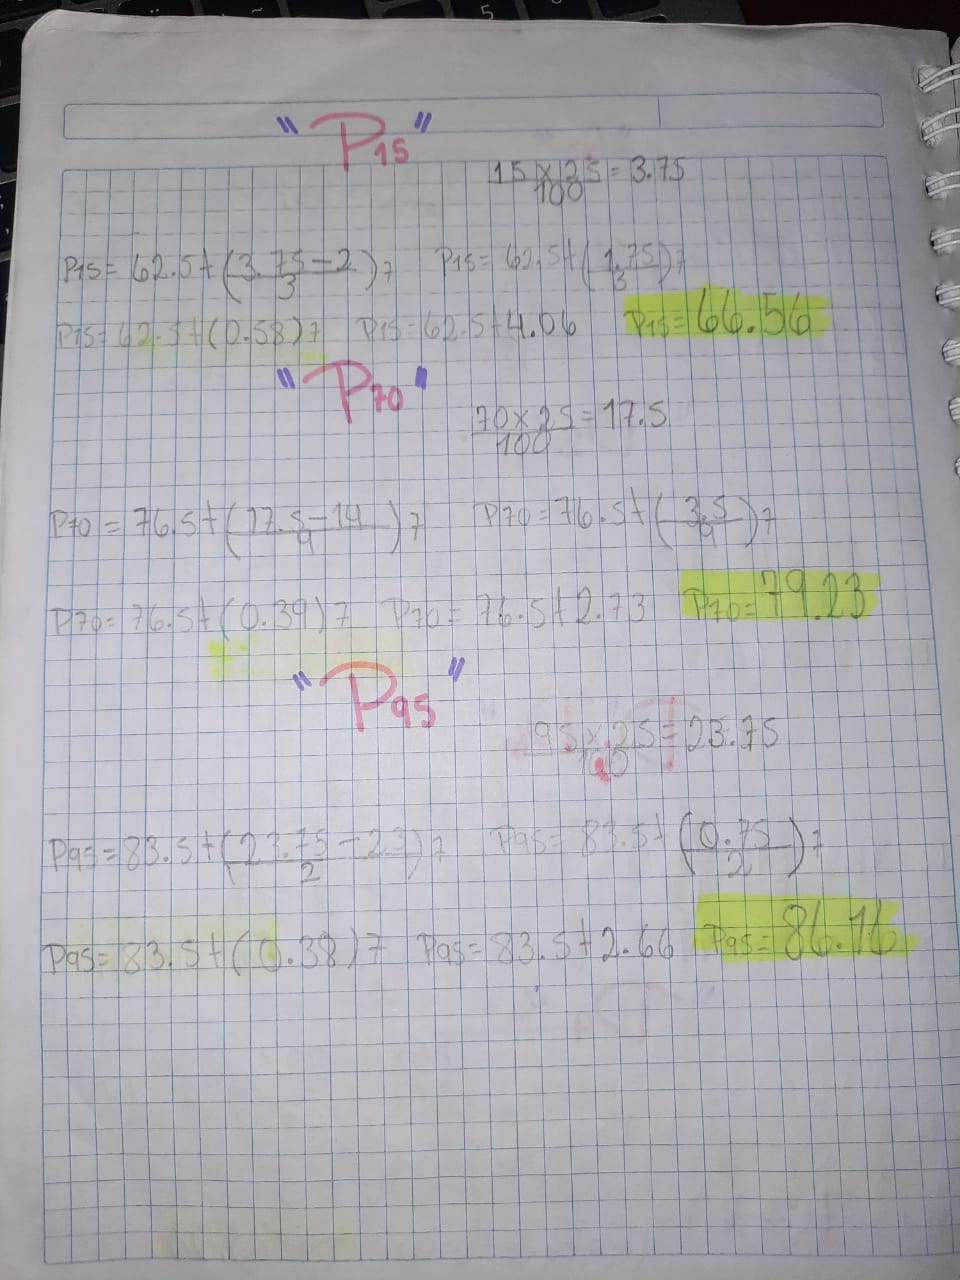 "P15"
15 x 25 = 3.75
100
P15 = 62.5 + (3.75 - 2) 7 P15 = 62.5 + (1.75) 7
3 3
P15 = 62.5 + (0.58) 7 P15 = 62.5 + 4.06 P15 = 66.56
"P70"
70 x 25 = 17.5
100
P70 = 76.5 + (17.5 - 14) 7 P70 = 76.5 + (3.5) 7
9 9
P70 = 76.5 + (0.39) 7 P70 = 76.5 + 2.73 P70 = 79.23
"P95"
95 x 25 = 23.75
100
P95 = 83.5 + (23.75 - 23) 7 P95 = 83.5 + (0.75) 7
2 2
P95 = 83.5 + (0.38) 7 P95 = 83.5 + 2.66 P95 = 86.16